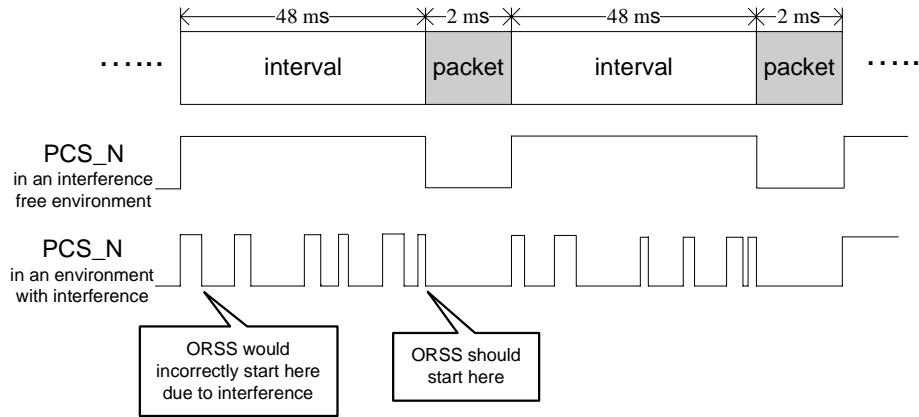 48 ms 2 ms 48 ms 2 ms
...... interval packet interval packet .....
PCS_N
in an interference
free environment
PCS_N
in an environment
with interference
ORSS would
incorrectly start here
due to interference
ORSS should
start here